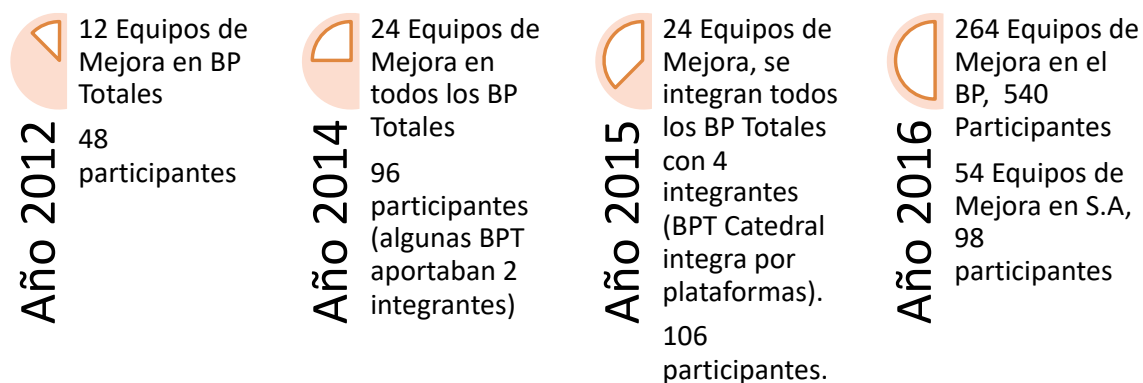 Año 2012
12 Equipos de
Mejora en BP
Totales
48
participantes
Año 2014
24 Equipos de
Mejora en
todos los BP
Totales
96
participantes
(algunas BPT
aportaban 2
integrantes)
Año 2015
24 Equipos de
Mejora, se
integran todos
los BP Totales
con 4
integrantes
(BPT Catedral
integra por
plataformas).
106
participantes.
Año 2016
264 Equipos de
Mejora en el
BP, 540
Participantes
54 Equipos de
Mejora en S.A,
98
participantes